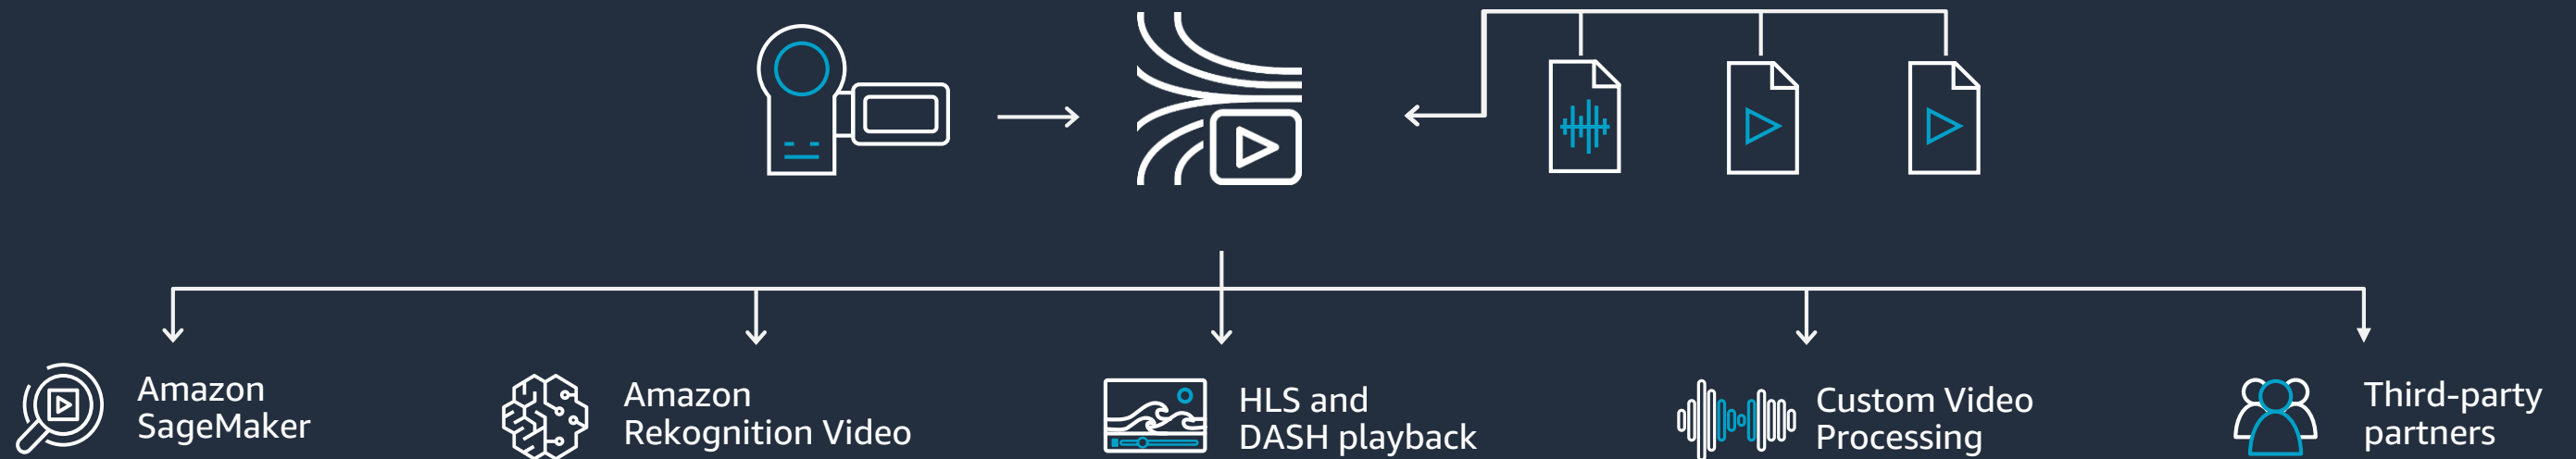 Amazon
SageMaker
Amazon
Rekognition Video
HLS and
DASH playback
Custom Video
Processing
Third-party
partners